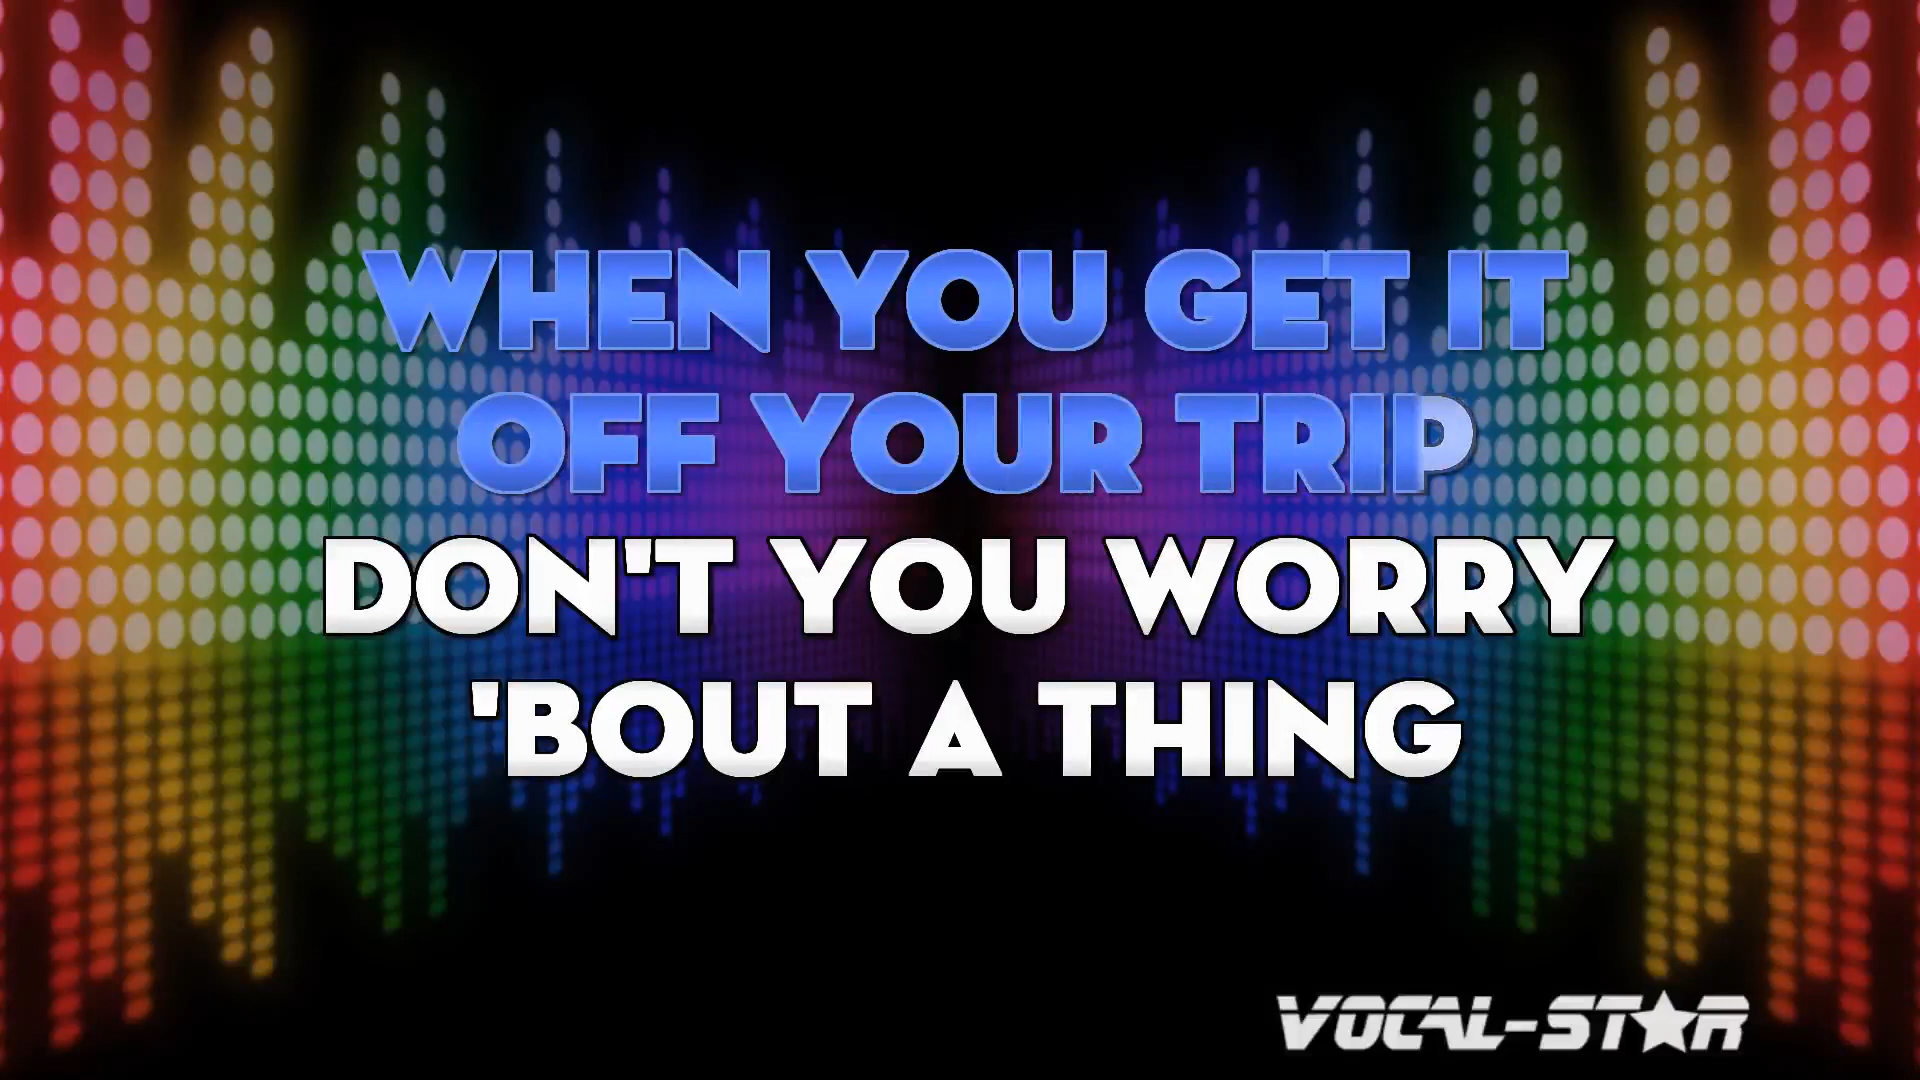 WHEN YOU GET IT
OFF YOUR TRIP
DON'T YOU WORRY
'BOUT A THING
VOCAL-STAR